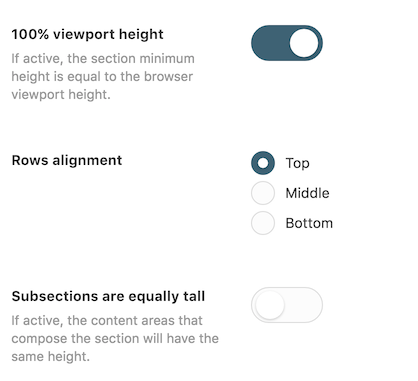 100% viewport height
If active, the section minimum
height is equal to the browser
viewport height.
Rows alignment
Top
Middle
Bottom
Subsections are equally tall
If active, the content areas that
compose the section will have the
same height.